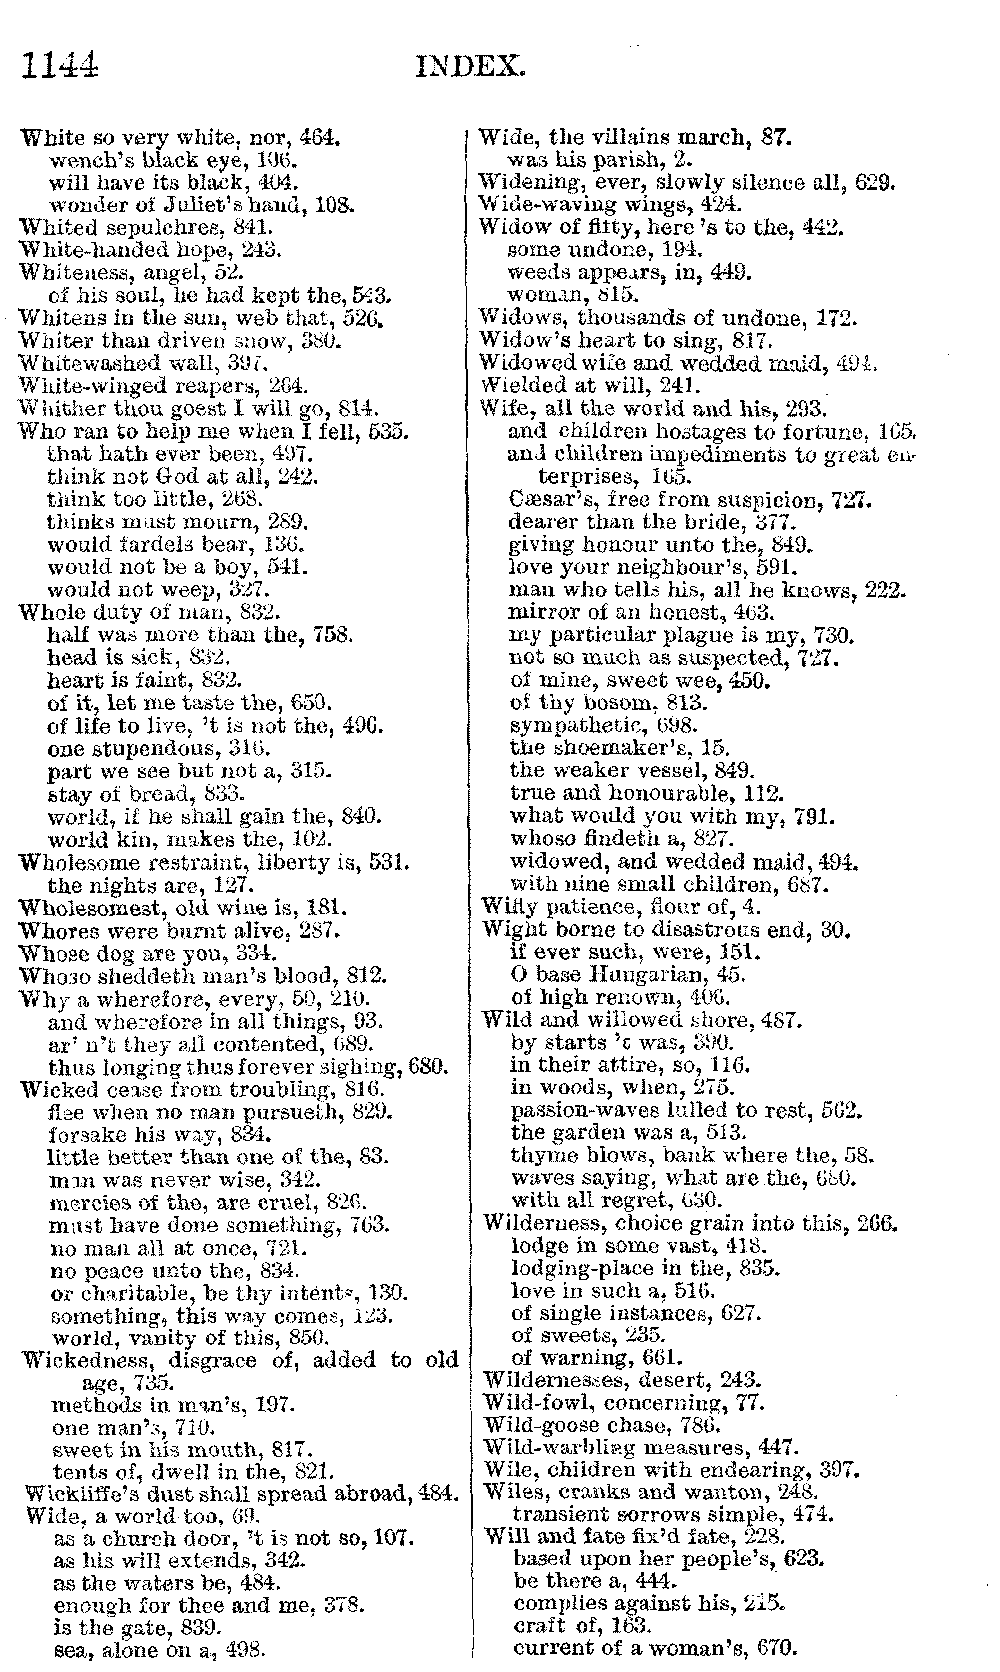 1144
INDEX.
White so very white, nor, 464.
wench's black eye, 106.
will have its black, 404.
wonder of Juliet's hand, 108.
Whited sepulchres, 841.
White-handed hope, 243.
Whiteness, angel, 52.
of his soul, he had kept the, 543.
Whitens in the sun, web that, 526.
Whiter than driven snow, 380.
Whitewashed wall, 397.
White-winged reapers, 264.
Whither thou goest I will go, 814.
Who ran to help me when I fell, 535.
that hath ever been, 497.
think not God at all, 242.
think too little, 268.
thinks must mourn, 289.
would fardels bear, 136.
would not be a boy, 541.
would not weep, 327.
Whole duty of man, 832.
half was more than the, 758.
head is sick, 832.
heart is faint, 832.
of it, let me taste the, 650.
of life to live, 't is not the, 496.
one stupendous, 316.
part we see but not a, 315.
stay of bread, 833.
world, if he shall gain the, 840.
world kin, makes the, 102.
Wholesome restraint, liberty is, 531.
the nights are, 127.
Wholesomest, old wine is, 181.
Whores were burnt alive, 287.
Whose dog are you, 334.
Whoso sheddeth man's blood, 812.
Why a wherefore, every, 50, 210.
and wherefore in all things, 93.
ar' n't they all contented, 689.
thus longing thus forever sighing, 680.
Wicked cease from troubling, 816.
flee when no man pursueth, 829.
forsake his way, 834.
little better than one of the, 83.
man was never wise, 342.
mercies of the, are cruel, 826.
must have done something, 763.
no man all at once, 721.
no peace unto the, 834.
or charitable, be thy intents, 130.
something, this way comes, 123.
world, vanity of this, 850.
Wickedness, disgrace of, added to old
age, 735.
methods in man's, 197.
one man's, 710.
sweet in his mouth, 817.
tents of, dwell in the, 821.
Wickliffe's dust shall spread abroad, 484.
Wide, a world too, 69.
as a church door, 't is not so, 107.
as his will extends, 342.
as the waters be, 484.
enough for thee and me, 378.
is the gate, 839.
sea, alone on a, 498.
Wide, the villains march, 87.
was his parish, 2.
Widening, ever, slowly silence all, 629.
Wide-waving wings, 424.
Widow of fifty, here 's to the, 442.
some undone, 194.
weeds appears, in, 449.
woman, 815.
Widows, thousands of undone, 172.
Widow's heart to sing, 817.
Widowed wife and wedded maid, 494.
Wielded at will, 241.
Wife, all the world and his, 293.
and children hostages to fortune, 165.
and children impediments to great en-
terprises, 165.
Cæsar's, free from suspicion, 727.
dearer than the bride, 377.
giving honour unto the, 849.
love your neighbour's, 591.
man who tells his, all he knows, 222.
mirror of an honest, 463.
my particular plague is my, 730.
not so much as suspected, 727.
of mine, sweet wee, 450.
of thy bosom, 813.
sympathetic, 698.
the shoemaker's, 15.
the weaker vessel, 849.
true and honourable, 112.
what would you with my, 791.
whoso findeth a, 827.
widowed, and wedded maid, 494.
with nine small children, 687.
Wifly patience, flour of, 4.
Wight borne to disastrous end, 30.
if ever such, were, 151.
O base Hungarian, 45.
of high renown, 406.
Wild and willowed shore, 487.
by starts 't was, 390.
in their attire, so, 116.
in woods, when, 275.
passion-waves lulled to rest, 562.
the garden was a, 513.
thyme blows, bank where the, 58.
waves saying, what are the, 680.
with all regret, 630.
Wilderness, choice grain into this, 266.
lodge in some vast, 418.
lodging-place in the, 835.
love in such a, 516.
of single instances, 627.
of sweets, 235.
of warning, 661.
Wildernesses, desert, 243.
Wild-fowl, concerning, 77.
Wild-goose chase, 786.
Wild-warbling measures, 447.
Wile, children with endearing, 397.
Wiles, cranks and wanton, 248.
transient sorrows simple, 474.
Will and fate fix'd fate, 228.
based upon her people's, 623.
be there a, 444.
complies against his, 215.
craft of, 163.
current of a woman's, 670.